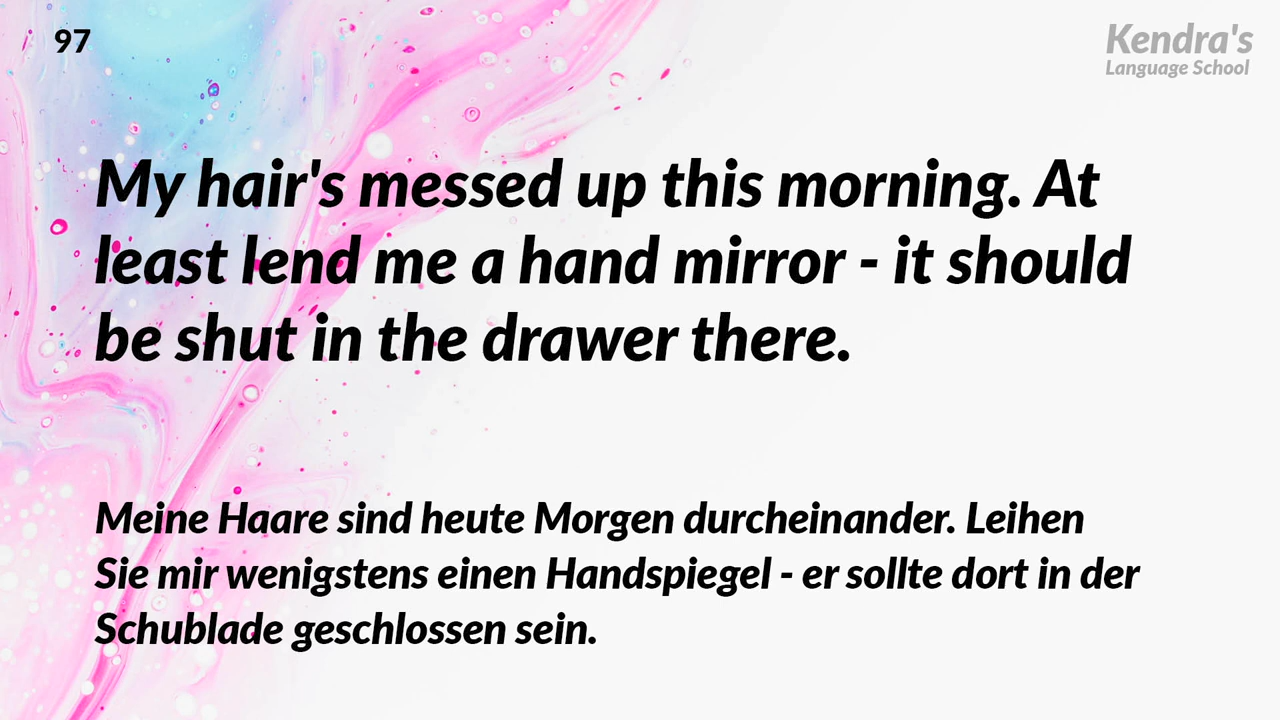 97
Kendra's
Language School
My hair's messed up this morning. At
least lend me a hand mirror - it should
be shut in the drawer there.
Meine Haare sind heute Morgen durcheinander. Leihen
Sie mir wenigstens einen Handspiegel - er sollte dort in der
Schublade geschlossen sein.